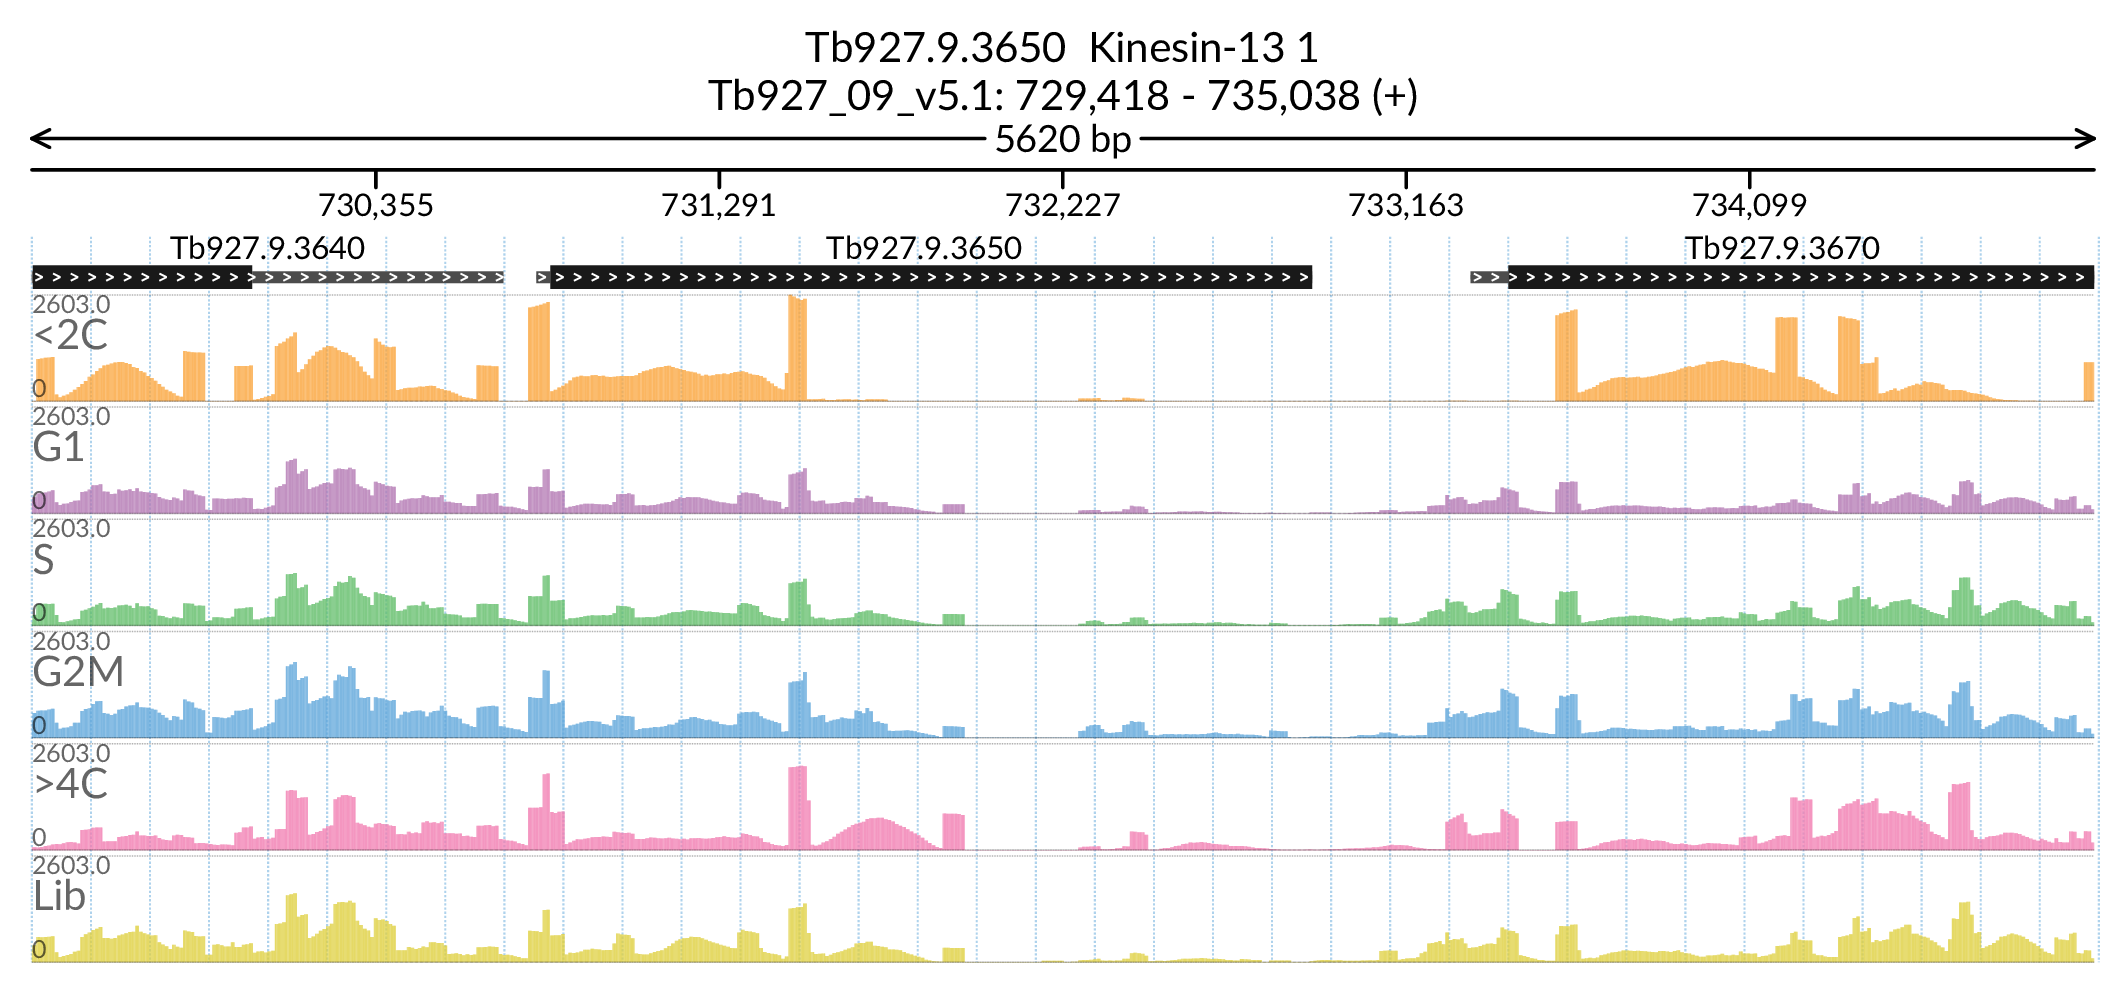 Tb927.9.3650  Kinesin-13 1
Tb927_09_v5.1: 729,418 - 735,038 (+)
5620 bp
730,355 731,291 732,227 733,163 734,099
Tb927.9.3640 Tb927.9.3650 Tb927.9.3670
2603.0
<2C
0
2603.0
G1
0
2603.0
S
0
2603.0
G2M
0
2603.0
>4C
0
2603.0
Lib
0